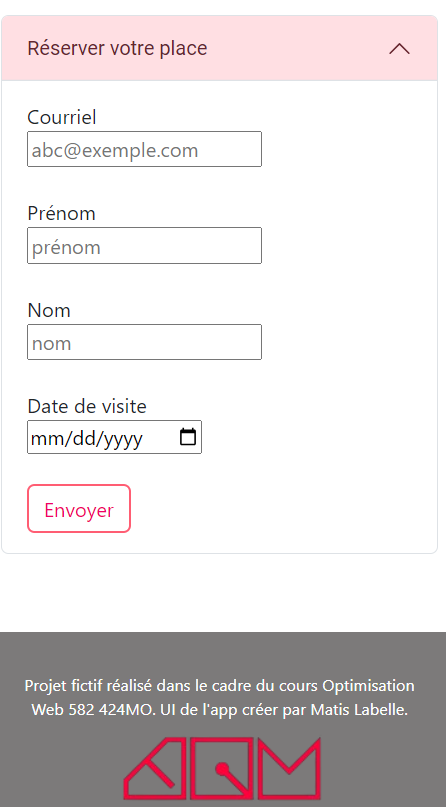 Réserver votre place
Courriel
abc@exemple.com
Prénom
prénom
Nom
nom
Date de visite
mm/dd/yyyy
Envoyer
Projet fictif réalisé dans le cadre du cours Optimisation
Web 582 424MO. UI de l'app créer par Matis Labelle.
AQM